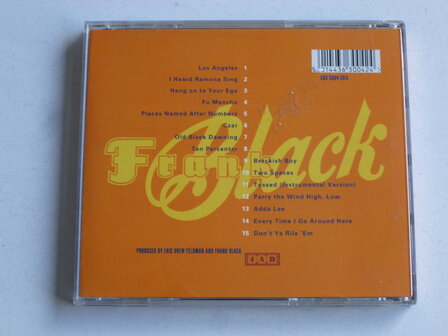 Los Angeles 1
I Heard Ramona Sing 2
Hang on to Your Ego 3
Fu Manchu 4
Places Named After Numbers 5
Czar 6
Old Black Dawning 7
Ten Percenter 8
Frank Black
9 Brackish Boy
10 Two Spaces
11 Tossed (Instrumental Version)
12 Parry the Wind High, Low
13 Adda Lee
14 Every Time I Go Around Here
15 Don't Ya Rile 'Em
PRODUCED BY ERIC DREW FELDMAN AND FRANK BLACK
4AD